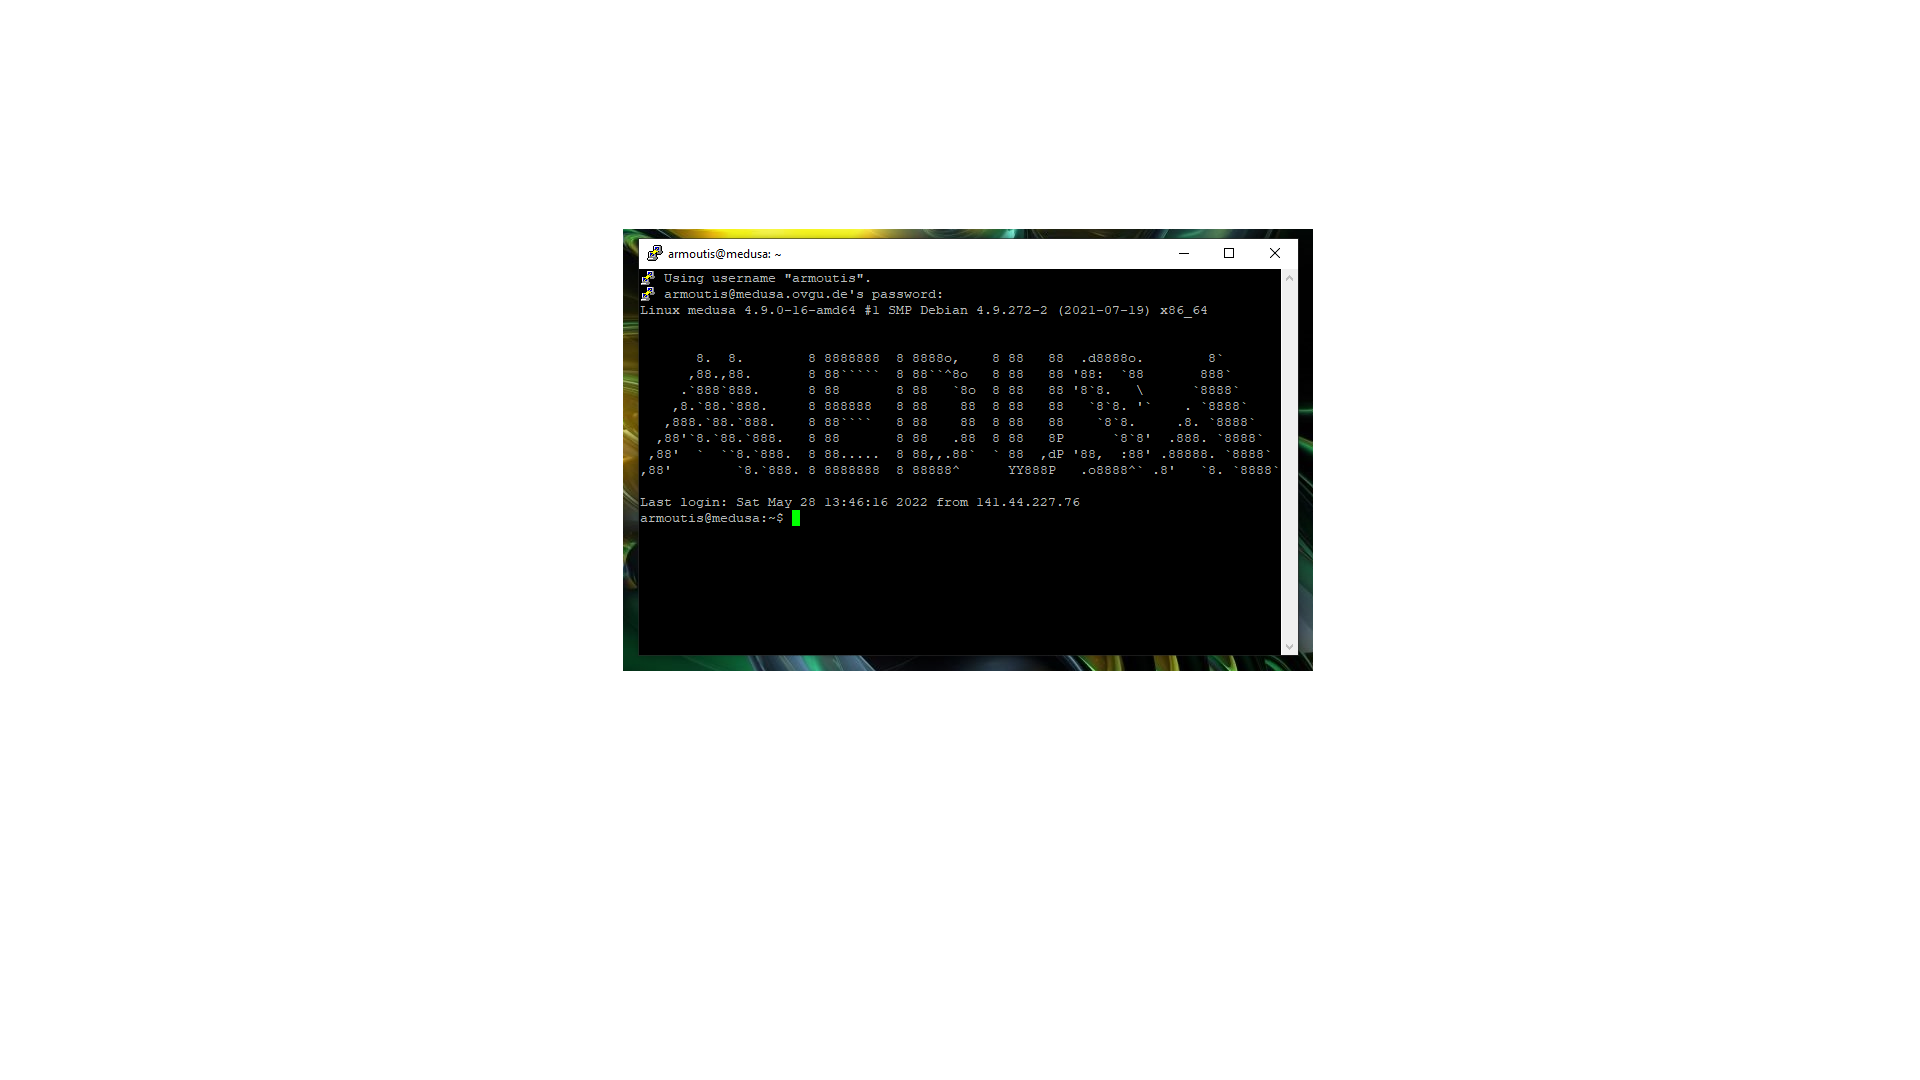 armoutis@medusa: ~
Using username "armoutis".
armoutis@medusa.ovgu.de's password:
Linux medusa 4.9.0-16-amd64 #1 SMP Debian 4.9.272-2 (2021-07-19) x86_64
       8.  8.        8 8888888  8 8888o,    8 88   88  .d8888o.        8`
      ,88.,88.       8 88`````  8 88``^8o   8 88   88 '88:  `88       888`
     .`888`888.      8 88       8 88   `8o  8 88   88 '8`8.   \      `8888`
    ,8.`88.`888.     8 888888   8 88    88  8 88   88   `8`8. '`    . `8888`
   ,888.`88.`888.    8 88````   8 88    88  8 88   88    `8`8.     .8. `8888`
  ,88'`8.`88.`888.   8 88       8 88   .88  8 88   8P      `8`8'  .888. `8888`
 ,88'  `  ``8.`888.  8 88.....  8 88,,.88`  ` 88  ,dP '88,  :88' .88888. `8888`
,88'        `8.`888. 8 8888888  8 88888^      YY888P   .o8888^` .8'   `8. `8888`
Last login: Sat May 28 13:46:16 2022 from 141.44.227.76
armoutis@medusa:~$